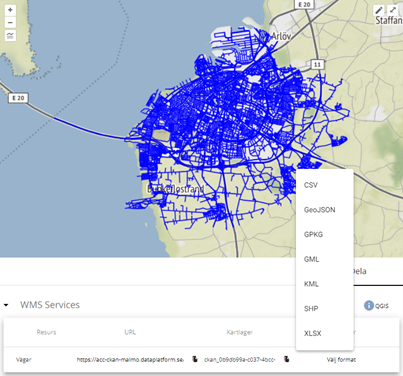 +
E 20
Staffan
−
Arlöv
11
E 20
Bunkeflostrand
CSV
GeoJSON
GPKG
GML
KML
Dela
SHP
WMS Services
QGIS
XLSX
Resurs URL Kartlager
Vägar https://acc-ckan-malmo.dataplatform.se/ ckan_0b9db99a-c037-4bcc- Välj format